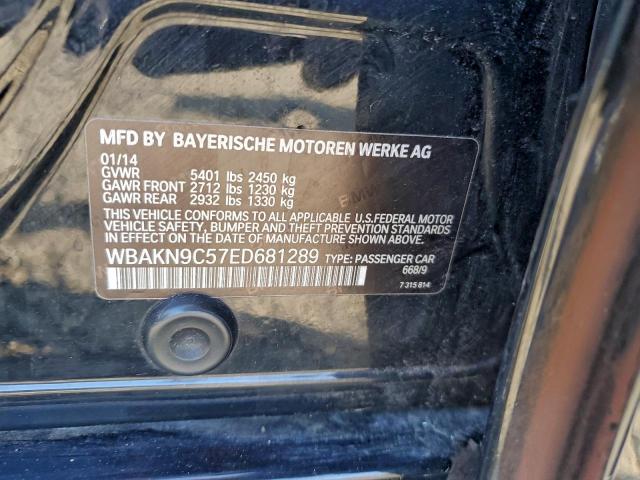 MFD BY BAYERISCHE MOTOREN WERKE AG
01/14
GVWR 5401 lbs 2450 kg
GAWR FRONT 2712 lbs 1230 kg
GAWR REAR 2932 lbs 1330 kg
THIS VEHICLE CONFORMS TO ALL APPLICABLE U.S.FEDERAL MOTOR
VEHICLE SAFETY, BUMPER AND THEFT PREVENTION
STANDARDS IN EFFECT ON THE DATE OF MANUFACTURE SHOWN ABOVE.
WBAKN9C57ED681289 TYPE: PASSENGER CAR
668/9
7 315 814